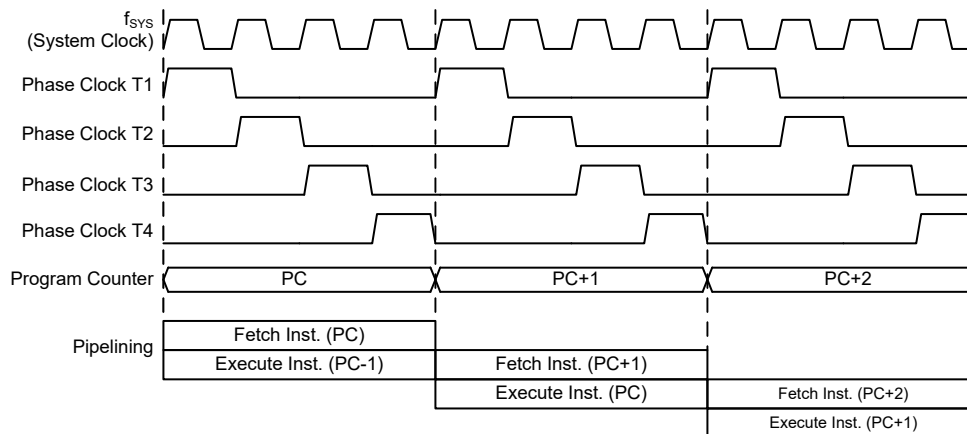 fSYS
(System Clock)
Phase Clock T1
Phase Clock T2
Phase Clock T3
Phase Clock T4
Program Counter PC PC+1 PC+2
Pipelining
Fetch Inst. (PC)
Execute Inst. (PC-1) Fetch Inst. (PC+1)
Execute Inst. (PC) Fetch Inst. (PC+2)
Execute Inst. (PC+1)